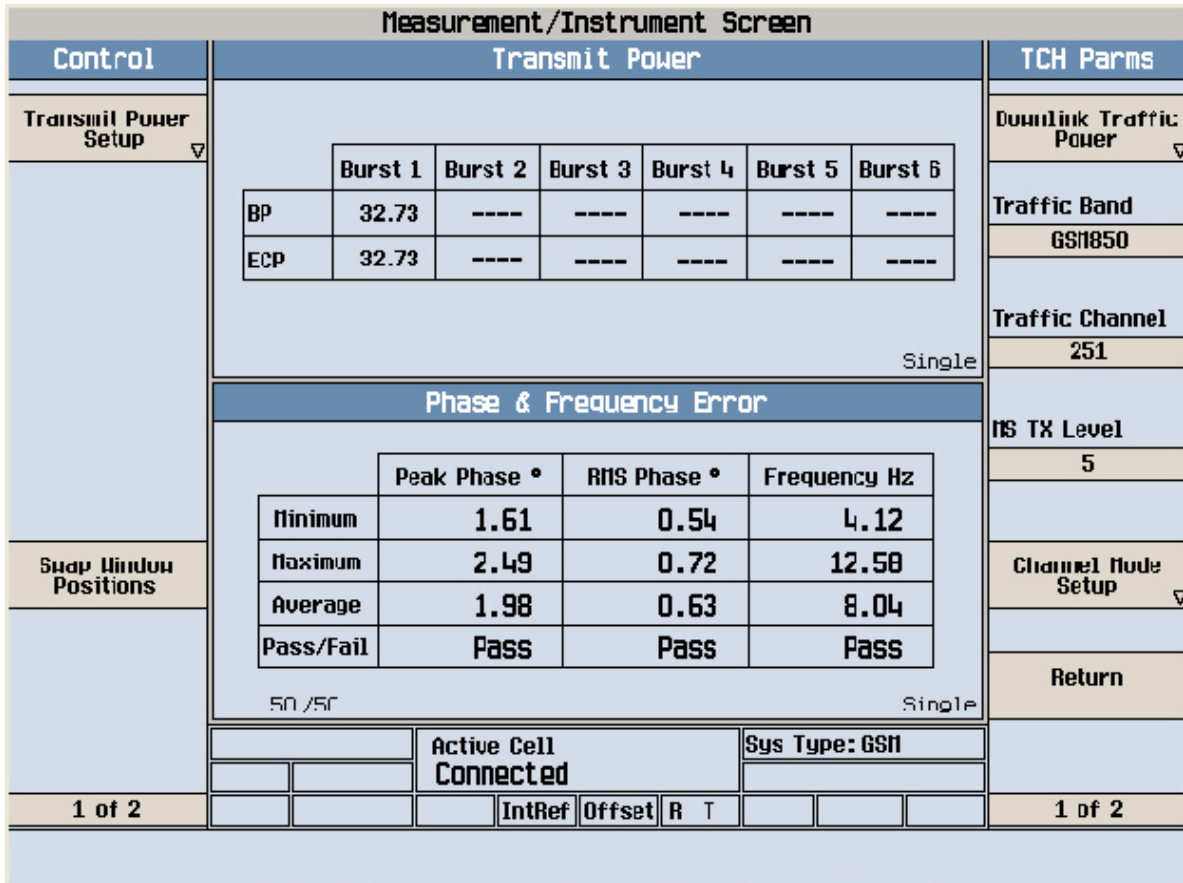 Measurement/Instrument Screen
Control
Transmit Power
TCH Parms
Transmit Power
Setup
Downlink Traffic
Power
Burst 1 Burst 2 Burst 3 Burst 4 Burst 5 Burst 6
BP 32.73 ---- ---- ---- ---- ----
ECP 32.73 ---- ---- ---- ---- ----
Single
Traffic Band
GSM850
Traffic Channel
251
MS TX Level
5
Phase & Frequency Error
Peak Phase ° RMS Phase ° Frequency Hz
Minimum 1.61 0.54 4.12
Maximum 2.49 0.72 12.58
Average 1.98 0.63 8.04
Pass/Fail Pass Pass Pass
50/50 Single
Swap Window
Positions
Channel Mode
Setup
Return
Active Cell
Connected
Sys Type: GSM
IntRef Offset R T
1 of 2
1 of 2